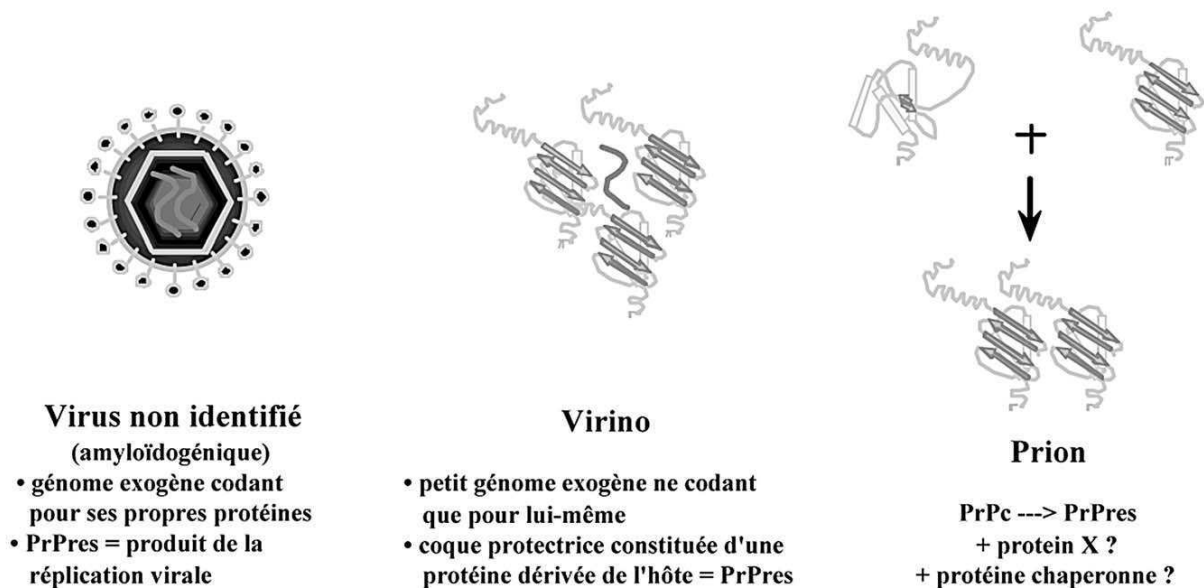 Virus non identifié
(amyloïdogénique)
• génome exogène codant
pour ses propres protéines
• PrPres = produit de la
réplication virale
Virino
• petit génome exogène ne codant
que pour lui-même
• coque protectrice constituée d'une
protéine dérivée de l'hôte = PrPres
+
Prion
PrPc ---> PrPres
+ protein X ?
+ protéine chaperonne ?